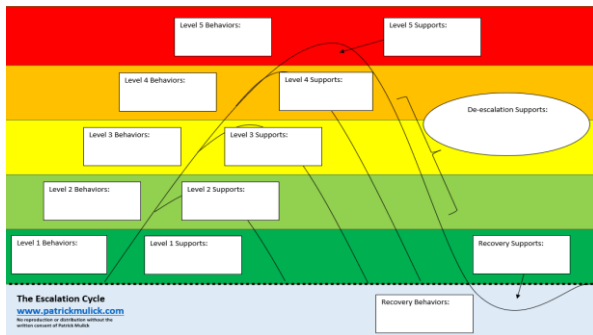 Level 5 Behaviors:
Level 5 Supports:
Level 4 Behaviors:
Level 4 Supports:
De-escalation Supports:
Level 3 Behaviors:
Level 3 Supports:
Level 2 Behaviors:
Level 2 Supports:
Level 1 Behaviors:
Level 1 Supports:
Recovery Supports:
The Escalation Cycle
www.patrickmulick.com
No reproduction or distribution without the
written consent of Patrick Mulick
Recovery Behaviors: